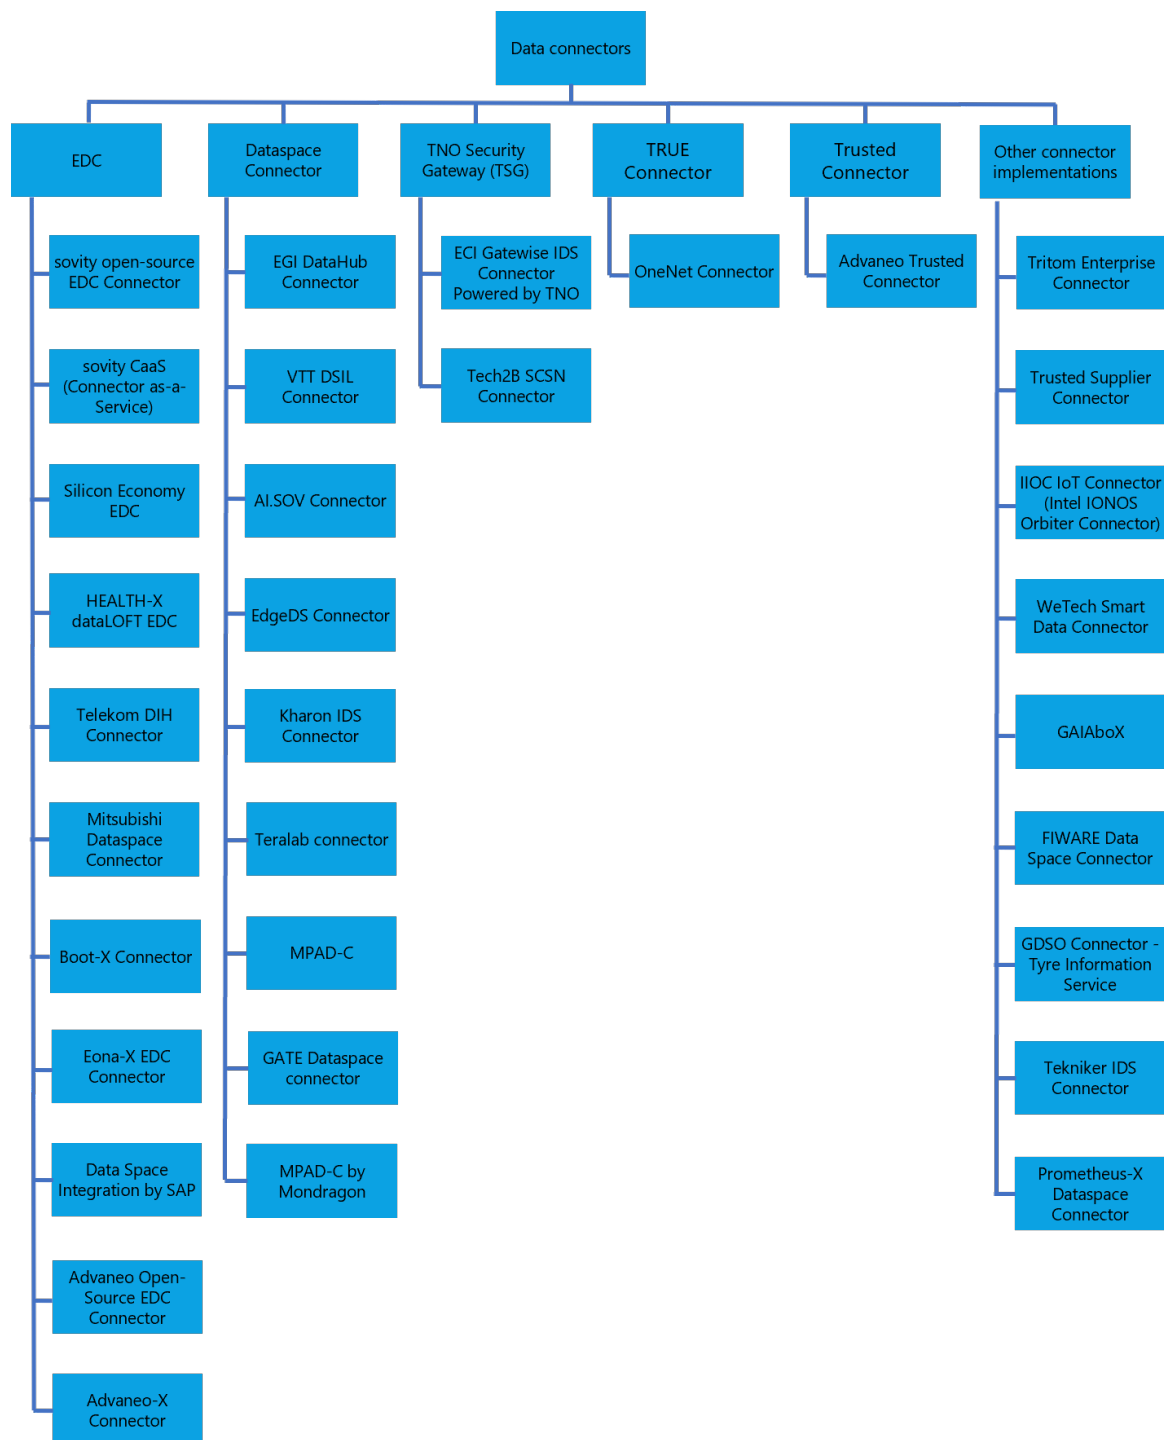 Data connectors
EDC
sovity open-source
EDC Connector
sovity CaaS
(Connector as-a-
Service)
Silicon Economy
EDC
HEALTH-X
dataLOFT EDC
Telekom DIH
Connector
Mitsubishi
Dataspace
Connector
Boot-X Connector
Eona-X EDC
Connector
Data Space
Integration by SAP
Advaneo Open-
Source EDC
Connector
Advaneo-X
Connector
Dataspace
Connector
EGI DataHub
Connector
VTT DSIL
Connector
AI.SOV Connector
EdgeDS Connector
Kharon IDS
Connector
Teralab connector
MPAD-C
GATE Dataspace
connector
MPAD-C by
Mondragon
TNO Security
Gateway (TSG)
ECI Gatewise IDS
Connector
Powered by TNO
Tech2B SCSN
Connector
TRUE
Connector
OneNet Connector
Trusted
Connector
Advaneo Trusted
Connector
Other connector
implementations
Tritom Enterprise
Connector
Trusted Supplier
Connector
IIOC IoT Connector
(Intel IONOS
Orbiter Connector)
WeTech Smart
Data Connector
GAIAboX
FIWARE Data
Space Connector
GDSO Connector -
Tyre Information
Service
Tekniker IDS
Connector
Prometheus-X
Dataspace
Connector